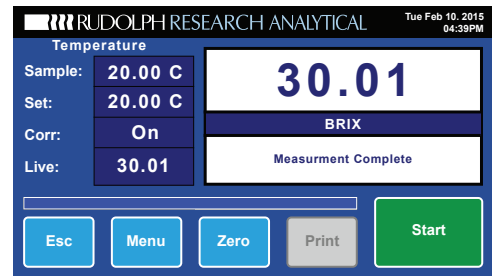 RUDOLPH RESEARCH ANALYTICAL
Tue Feb 10. 2015
04:39PM
Temperature
Sample: 20.00 C
Set: 20.00 C
Corr: On
Live: 30.01
30.01
BRIX
Measurment Complete
Esc Menu Zero Print Start